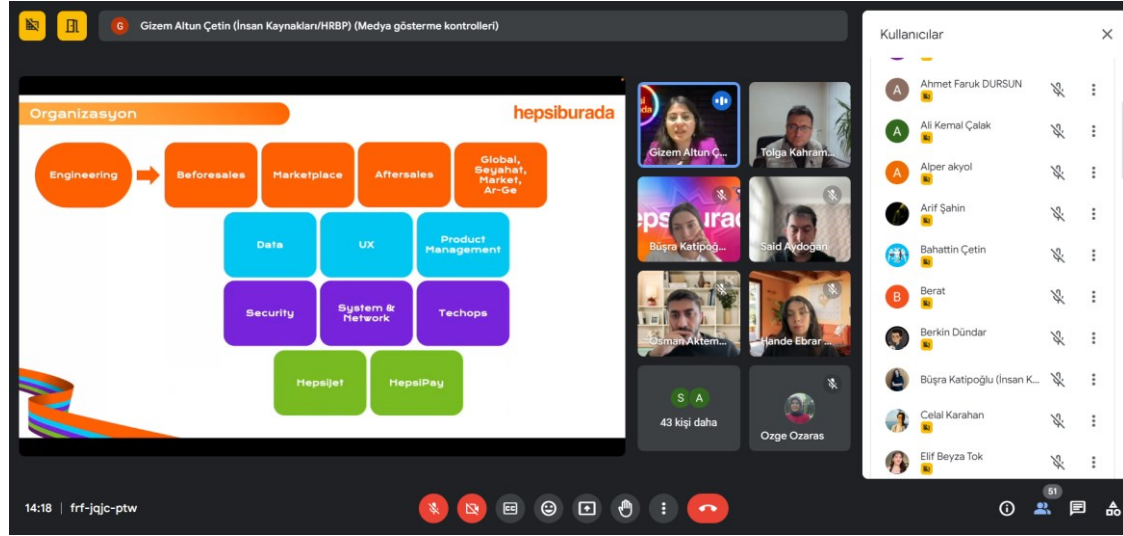 G Gizem Altun Çetin (İnsan Kaynakları/HRBP) (Medya gösterme kontrolleri)
Organizasyon
hepsiburada
Engineering
Beforesales
Marketplace
Aftersales
Global,
Seyahat,
Market,
Ar-Ge
Data
UX
Product
Management
Security
System &
Network
Techops
Hepsijet
HepsiPay
Gizem Altun Ç...
Tolga Kahram...
Büşra Katipoğ...
Said Aydoğan
Osman Aktem...
Hande Ebrar ...
S A
43 kişi daha
Ozge Ozaras
Kullanıcılar
A Ahmet Faruk DURSUN
A Ali Kemal Çalak
A Alper akyol
Arif Şahin
Bahattin Çetin
B Berat
Berkin Dündar
Büşra Katipoğlu (İnsan K...
Celal Karahan
Elif Beyza Tok
14:18 | frf-jqjc-ptw
51